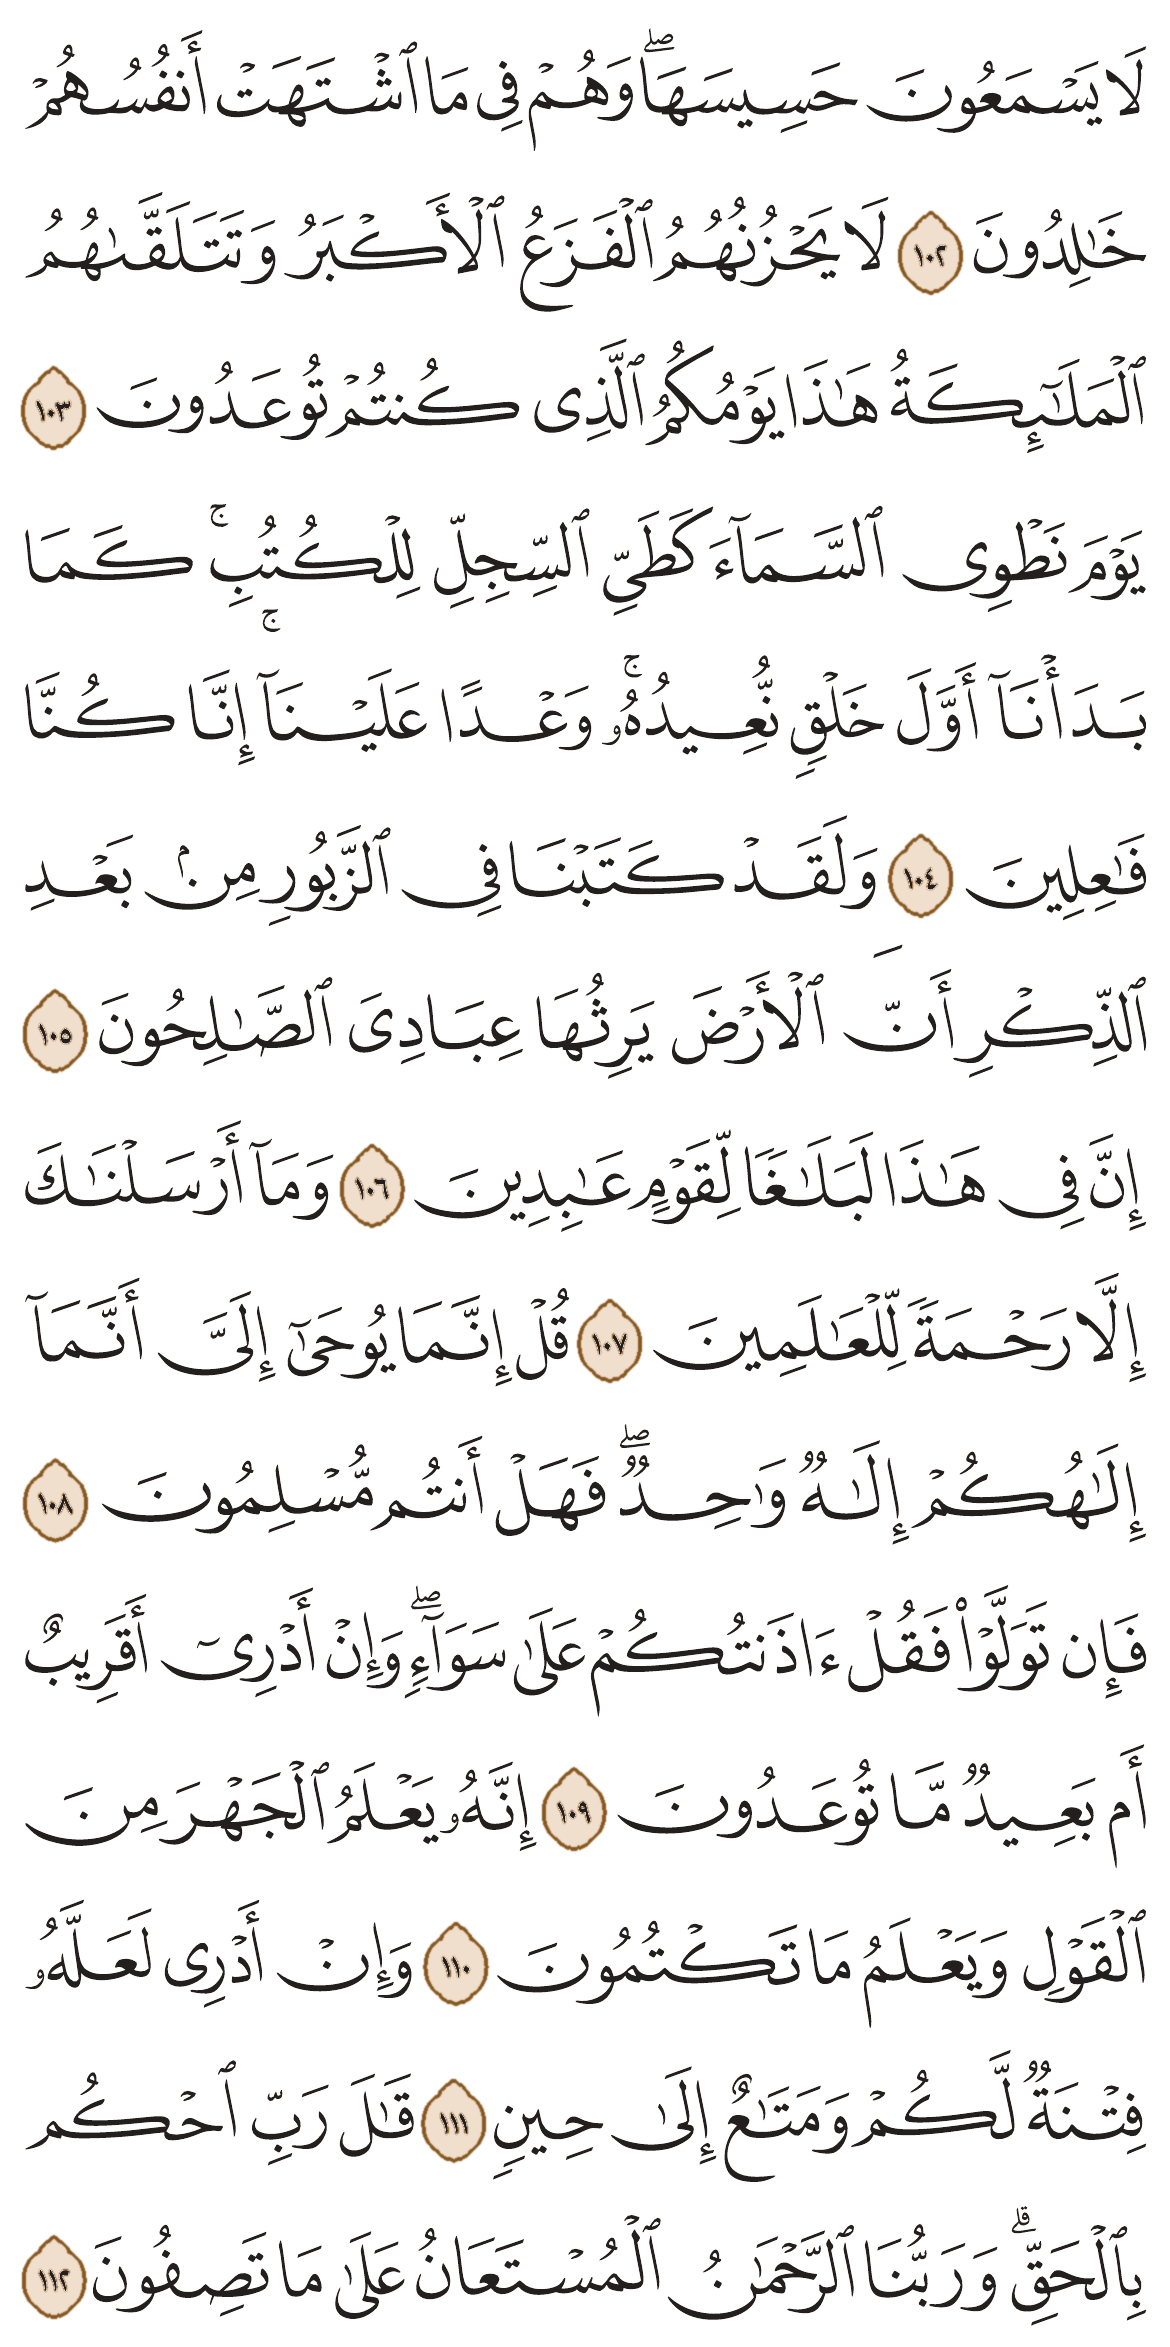 لَا يَسۡمَعُونَ حَسِيسَهَاۖ وَهُمۡ فِي مَا ٱشۡتَهَتۡ أَنفُسُهُمۡ
خَٰلِدُونَ ١٠٢ لَا يَحۡزُنُهُمُ ٱلۡفَزَعُ ٱلۡأَكۡبَرُ وَتَتَلَقَّىٰهُمُ
ٱلۡمَلَٰٓئِكَةُ هَٰذَا يَوۡمُكُمُ ٱلَّذِي كُنتُمۡ تُوعَدُونَ ١٠٣
يَوۡمَ نَطۡوِي ٱلسَّمَآءَ كَطَيِّ ٱلسِّجِلِّ لِلۡكُتُبِۚ كَمَا
بَدَأۡنَآ أَوَّلَ خَلۡقٖ نُّعِيدُهُۥۚ وَعۡدًا عَلَيۡنَآۚ إِنَّا كُنَّا
فَٰعِلِينَ ١٠٤ وَلَقَدۡ كَتَبۡنَا فِي ٱلزَّبُورِ مِنۢ بَعۡدِ
ٱلذِّكۡرِ أَنَّ ٱلۡأَرۡضَ يَرِثُهَا عِبَادِيَ ٱلصَّٰلِحُونَ ١٠٥
إِنَّ فِي هَٰذَا لَبَلَٰغٗا لِّقَوۡمٍ عَٰبِدِينَ ١٠٦ وَمَآ أَرۡسَلۡنَٰكَ
إِلَّا رَحۡمَةٗ لِّلۡعَٰلَمِينَ ١٠٧ قُلۡ إِنَّمَا يُوحَىٰٓ إِلَيَّ أَنَّمَآ
إِلَٰهُكُمۡ إِلَٰهٞ وَٰحِدٞۖ فَهَلۡ أَنتُم مُّسۡلِمُونَ ١٠٨
فَإِن تَوَلَّوۡاْ فَقُلۡ ءَاذَنتُكُمۡ عَلَىٰ سَوَآءٖۖ وَإِنۡ أَدۡرِيٓ أَقَرِيبٌ
أَم بَعِيدٞ مَّا تُوعَدُونَ ١٠٩ إِنَّهُۥ يَعۡلَمُ ٱلۡجَهۡرَ مِنَ
ٱلۡقَوۡلِ وَيَعۡلَمُ مَا تَكۡتُمُونَ ١١٠ وَإِنۡ أَدۡرِي لَعَلَّهُۥ
فِتۡنَةٞ لَّكُمۡ وَمَتَٰعٌ إِلَىٰ حِينٖ ١١١ قَٰلَ رَبِّ ٱحۡكُم
بِٱلۡحَقِّۗ وَرَبُّنَا ٱلرَّحۡمَٰنُ ٱلۡمُسۡتَعَانُ عَلَىٰ مَا تَصِفُونَ ١١٢